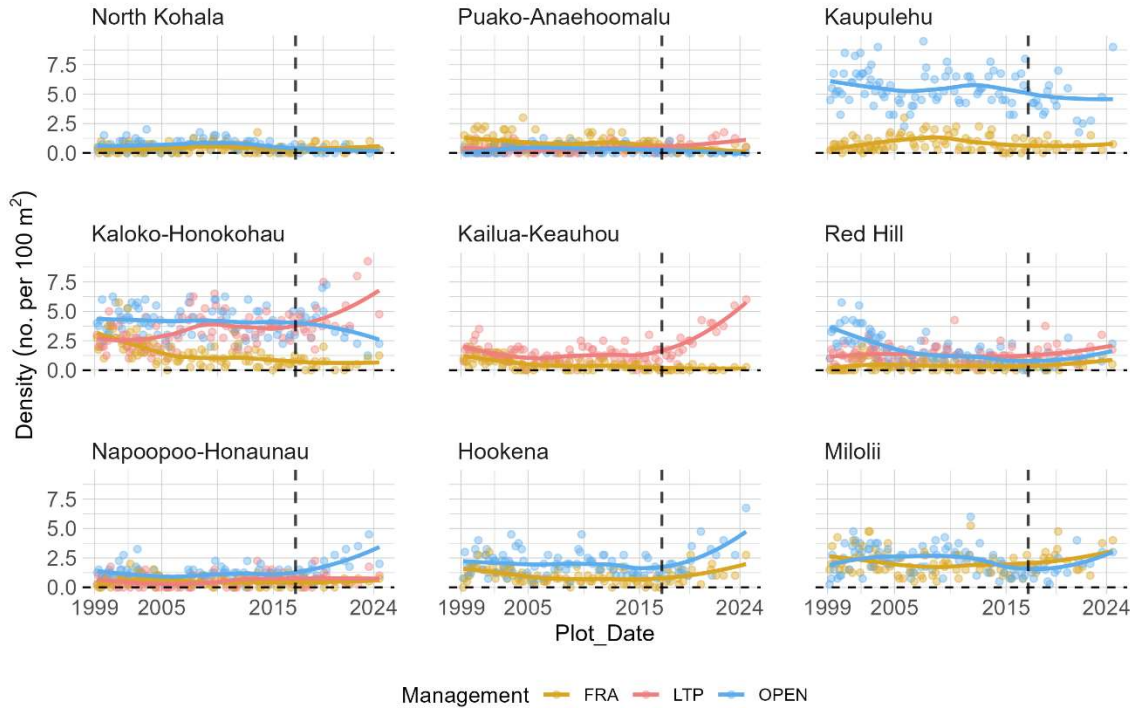 North Kohala
Puako-Anaehoomalu
Kaupulehu
7.5
5.0
2.5
0.0
Kaloko-Honokohau
Kailua-Keauhou
Red Hill
7.5
5.0
2.5
0.0
Napoopoo-Honaunau
Hookena
Milolii
7.5
5.0
2.5
0.0
1999 2005 2015 2024
1999 2005 2015 2024
1999 2005 2015 2024
Density (no. per 100 m²)
Plot_Date
Management FRA LTP OPEN